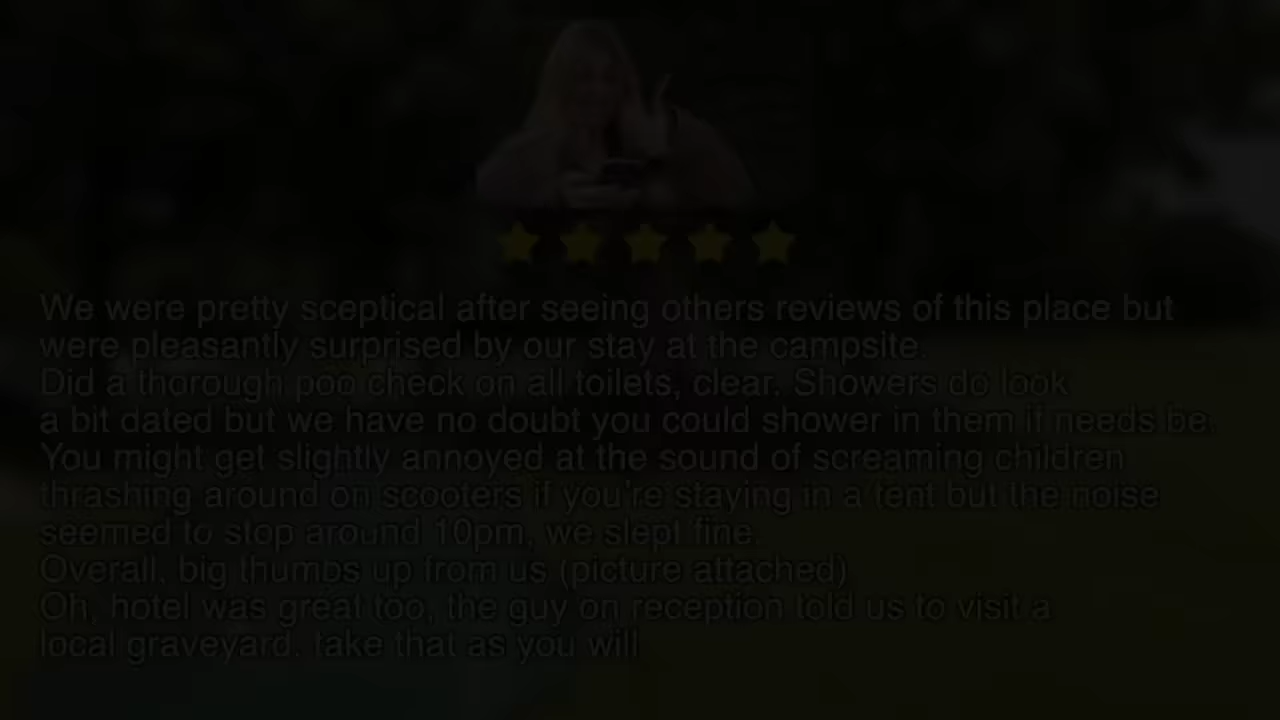 We were pretty sceptical after seeing others reviews of this place but
were pleasantly surprised by our stay at the campsite.
Did a thorough poo check on all toilets, clear. Showers do look
a bit dated but we have no doubt you could shower in them if needs be.
You might get slightly annoyed at the sound of screaming children
thrashing around on scooters if you're staying in a tent but the noise
seemed to stop around 10pm, we slept fine.
Overall, big thumbs up from us (picture attached)
Oh, hotel was great too, the guy on reception told us to visit a
local graveyard. take that as you will